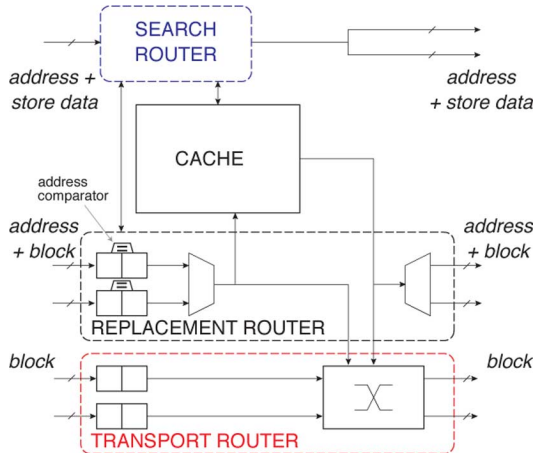 SEARCH
ROUTER
address +
store data
address
+ store data
CACHE
address
comparator
address
+ block
address
+ block
REPLACEMENT ROUTER
block
block
TRANSPORT ROUTER